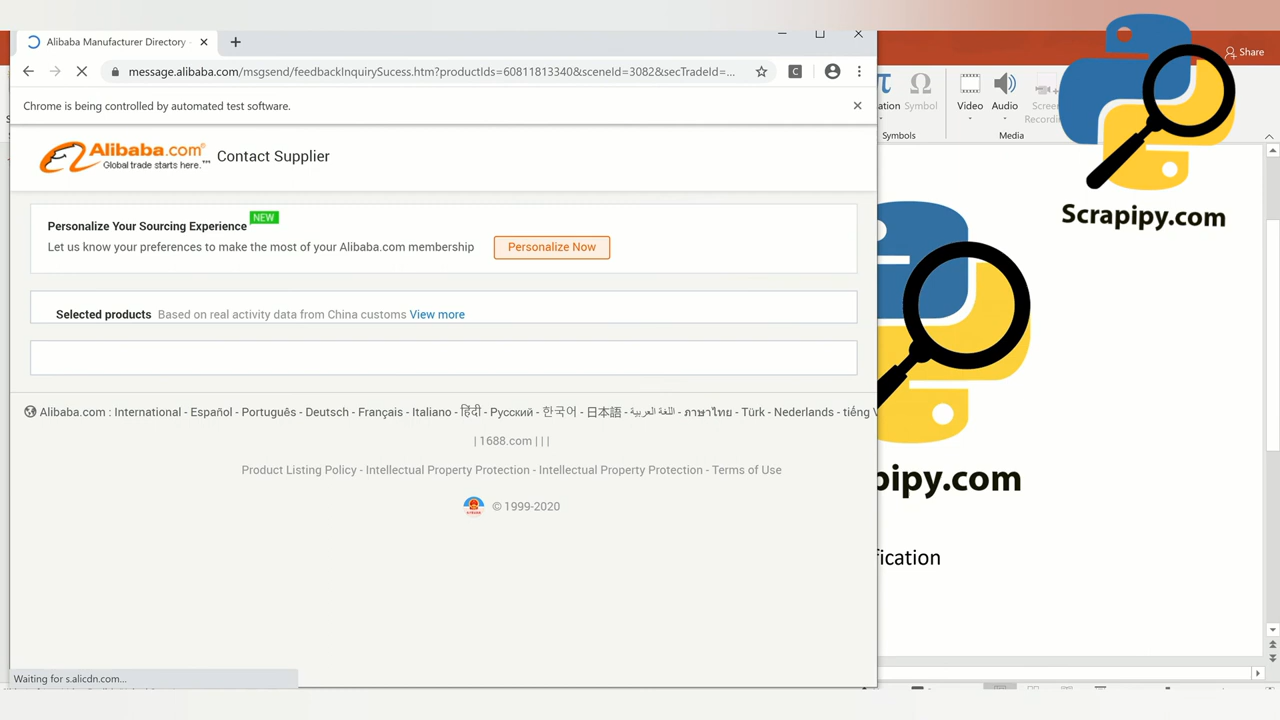 Alibaba Manufacturer Directory
message.alibaba.com/msgsend/feedbackInquirySucess.htm?productIds=60811813340&sceneId=3082&secTradeId=...
C
Chrome is being controlled by automated test software.
Alibaba.com®
Global trade starts here.™
Contact Supplier
Personalize Your Sourcing Experience NEW
Let us know your preferences to make the most of your Alibaba.com membership
Personalize Now
Selected products Based on real activity data from China customs View more
Alibaba.com : International - Español - Português - Deutsch - Français - Italiano - हिंदी - Русский - 한국어 - 日本語 - اللغة العربية - ภาษาไทย - Türk - Nederlands - tiếng V
| 1688.com | | |
Product Listing Policy - Intellectual Property Protection - Intellectual Property Protection - Terms of Use
© 1999-2020
Waiting for s.alicdn.com...
Share
ation
Symbol
Video
Audio
Scree
Recordin
Symbols
Media
Scrapipy.com
pipy.com
fication